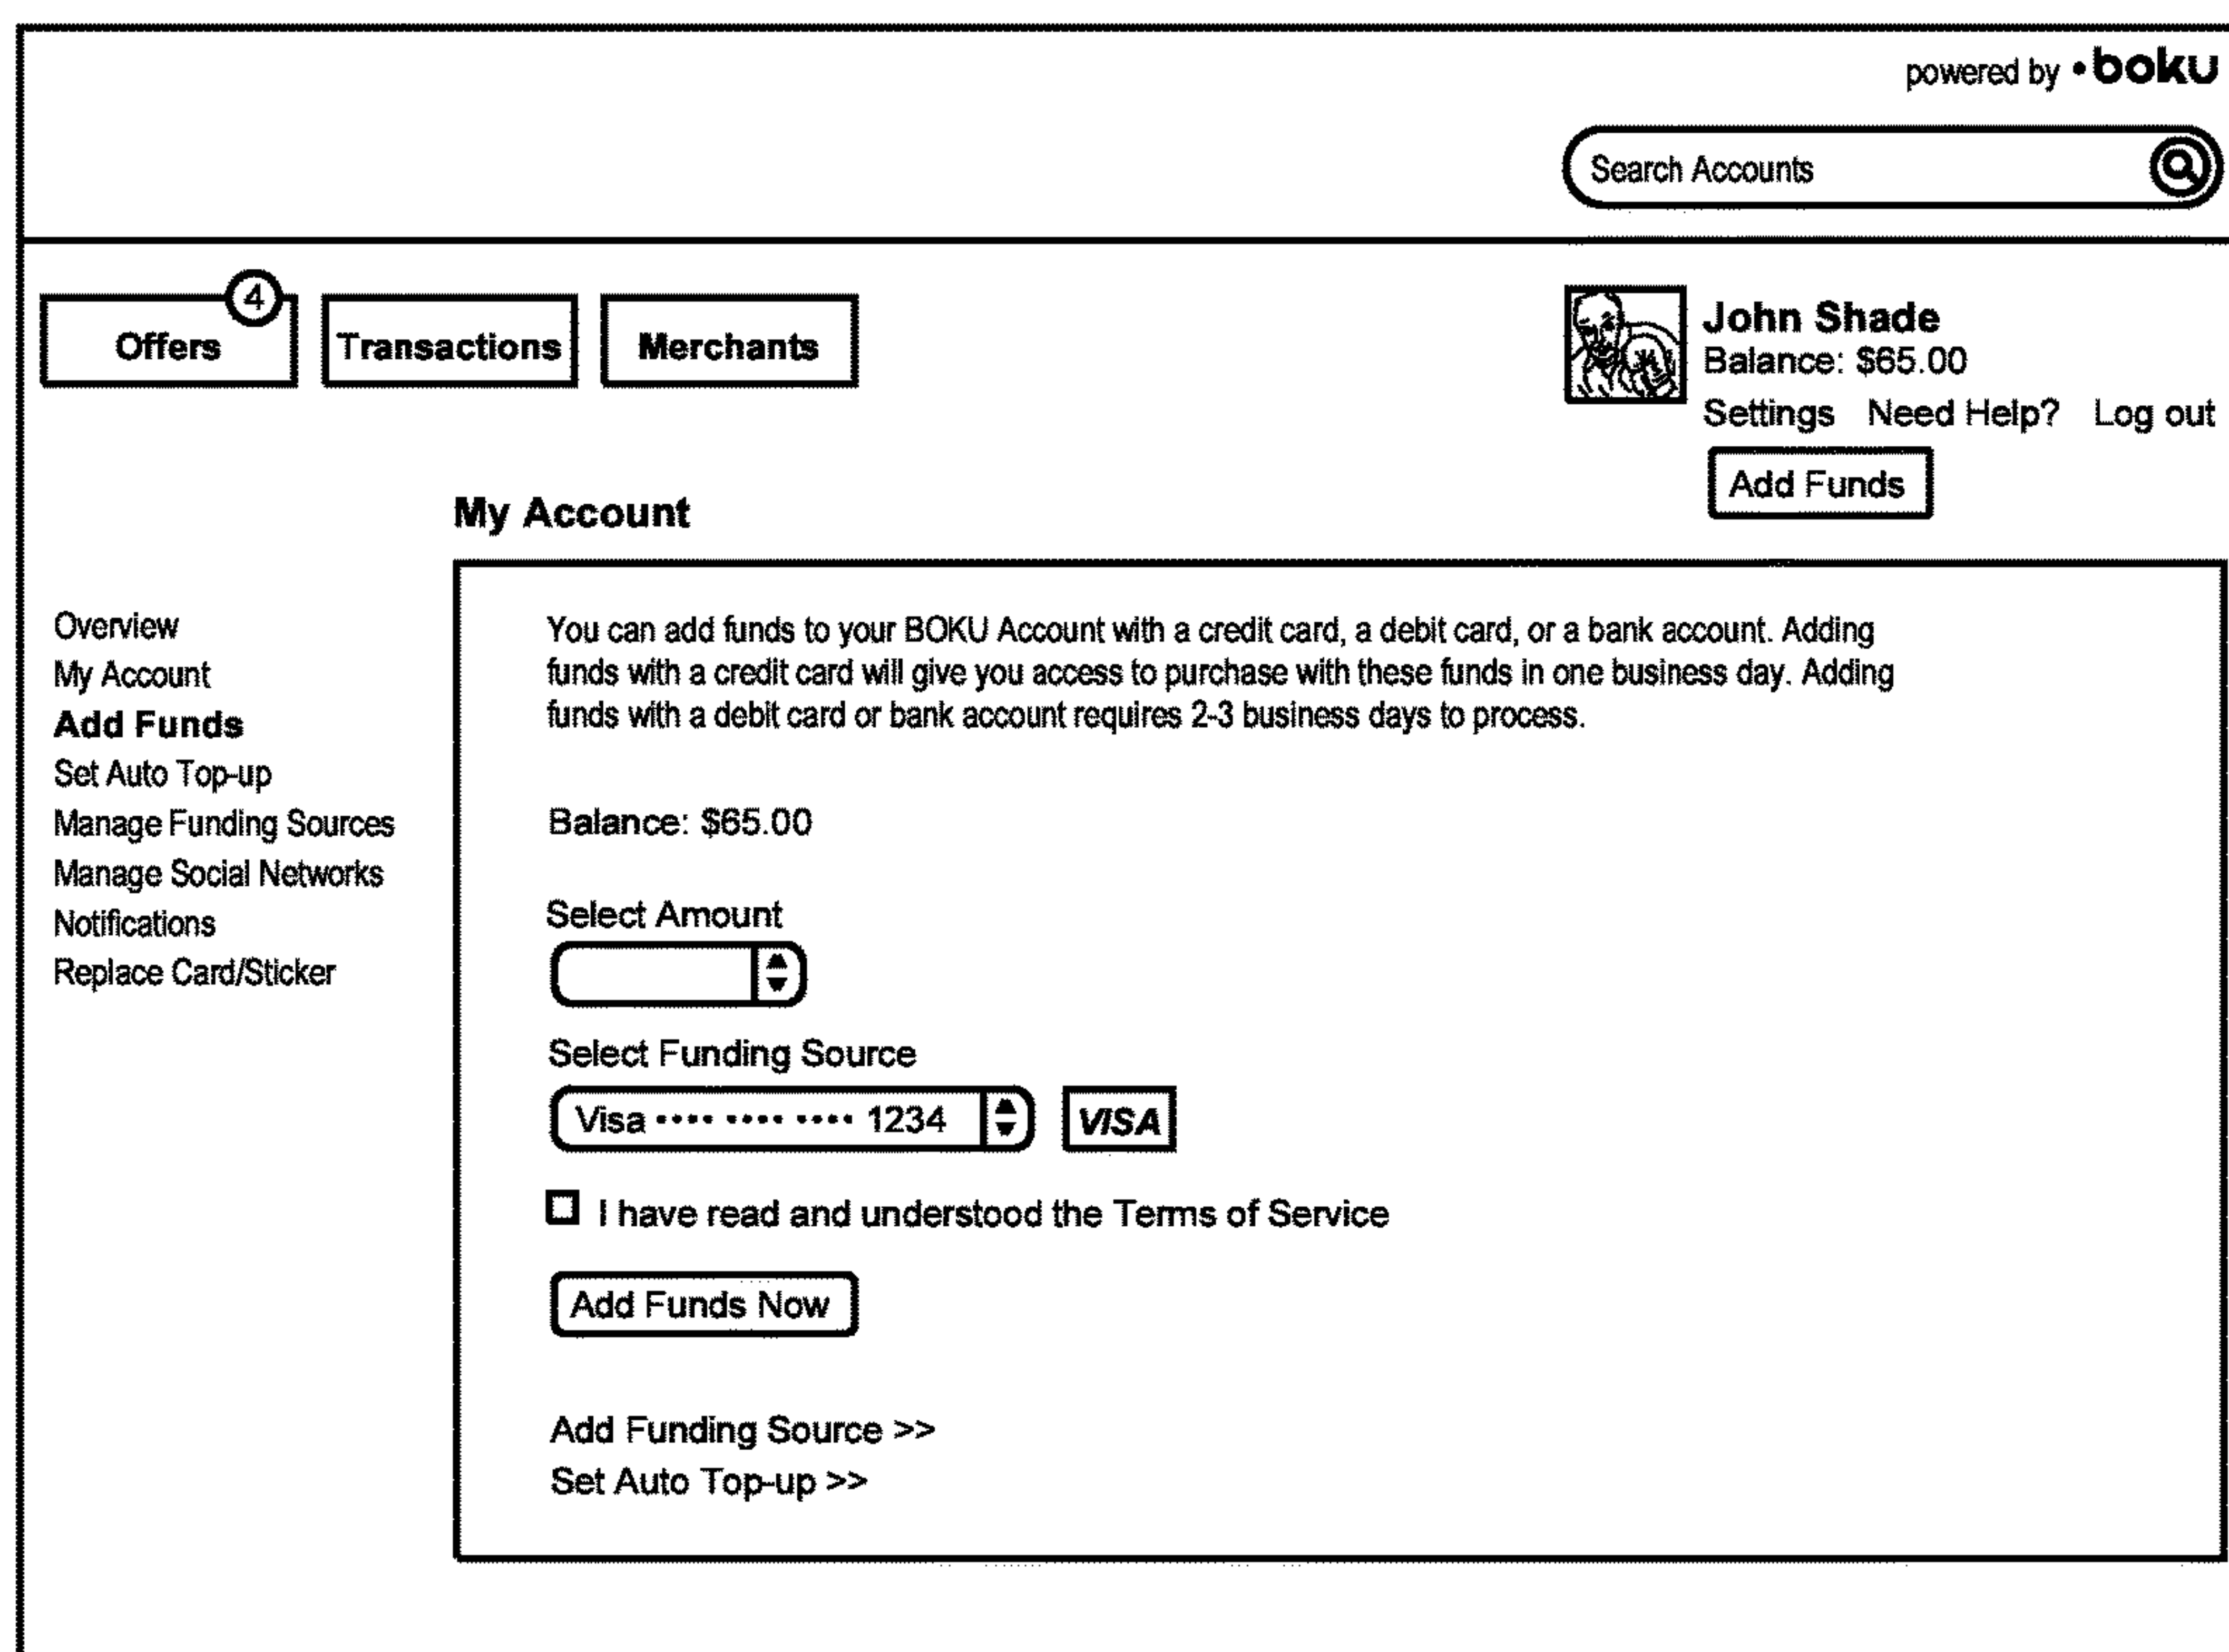 powered by •boku
Search Accounts
4
Offers
Transactions
Merchants
John Shade
Balance: $65.00
Settings Need Help? Log out
Add Funds
My Account
Overview
My Account
Add Funds
Set Auto Top-up
Manage Funding Sources
Manage Social Networks
Notifications
Replace Card/Sticker
You can add funds to your BOKU Account with a credit card, a debit card, or a bank account. Adding
funds with a credit card will give you access to purchase with these funds in one business day. Adding
funds with a debit card or bank account requires 2-3 business days to process.
Balance: $65.00
Select Amount
Select Funding Source
Visa •••• •••• •••• 1234
VISA
I have read and understood the Terms of Service
Add Funds Now
Add Funding Source >>
Set Auto Top-up >>